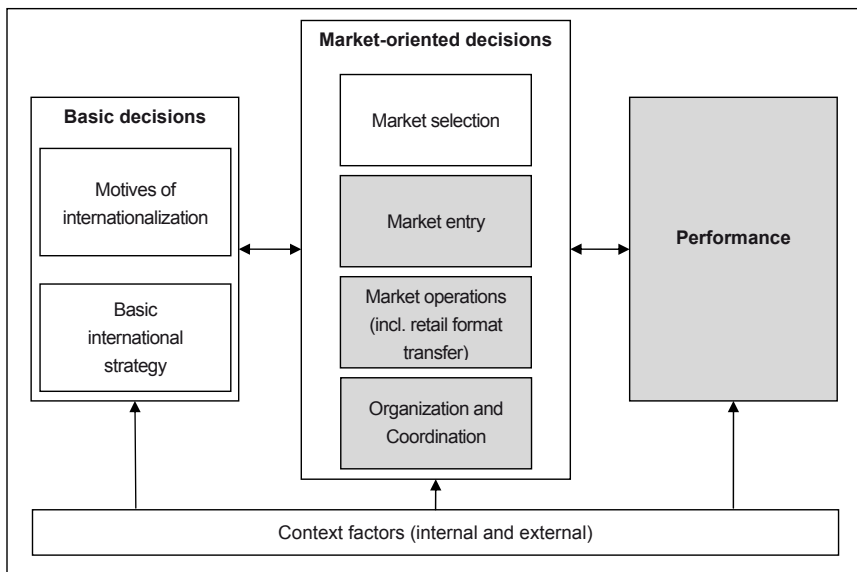 Basic decisions
Motives of
internationalization
Basic
international
strategy
Market-oriented decisions
Market selection
Market entry
Market operations
(incl. retail format
transfer)
Organization and
Coordination
Performance
Context factors (internal and external)